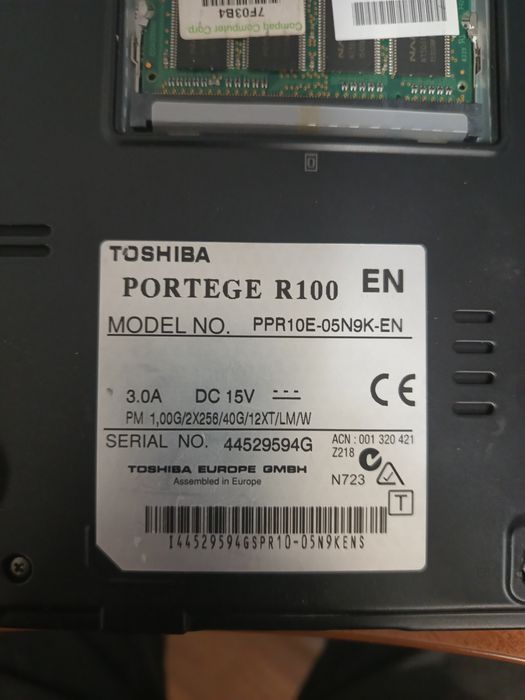 Compaq Computer Corp.
7F03B4
TOSHIBA
PORTEGE R100 EN
MODEL NO. PPR10E-05N9K-EN
3.0A DC 15V
PM 1,00G/2X256/40G/12XT/LM/W
SERIAL NO. 44529594G
ACN : 001 320 421
Z218
N723
TOSHIBA EUROPE GMBH
Assembled in Europe
T
I44529594GSPR10-05N9KENS